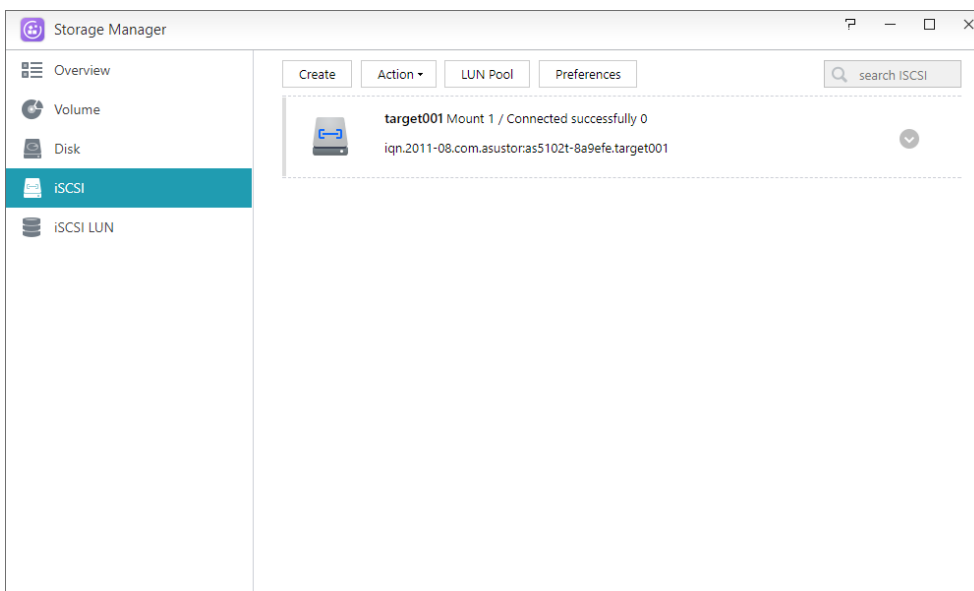 Storage Manager
Overview
Volume
Disk
iSCSI
iSCSI LUN
Create
Action
LUN Pool
Preferences
search ISCSI
target001 Mount 1 / Connected successfully 0
iqn.2011-08.com.asustor:as5102t-8a9efe.target001